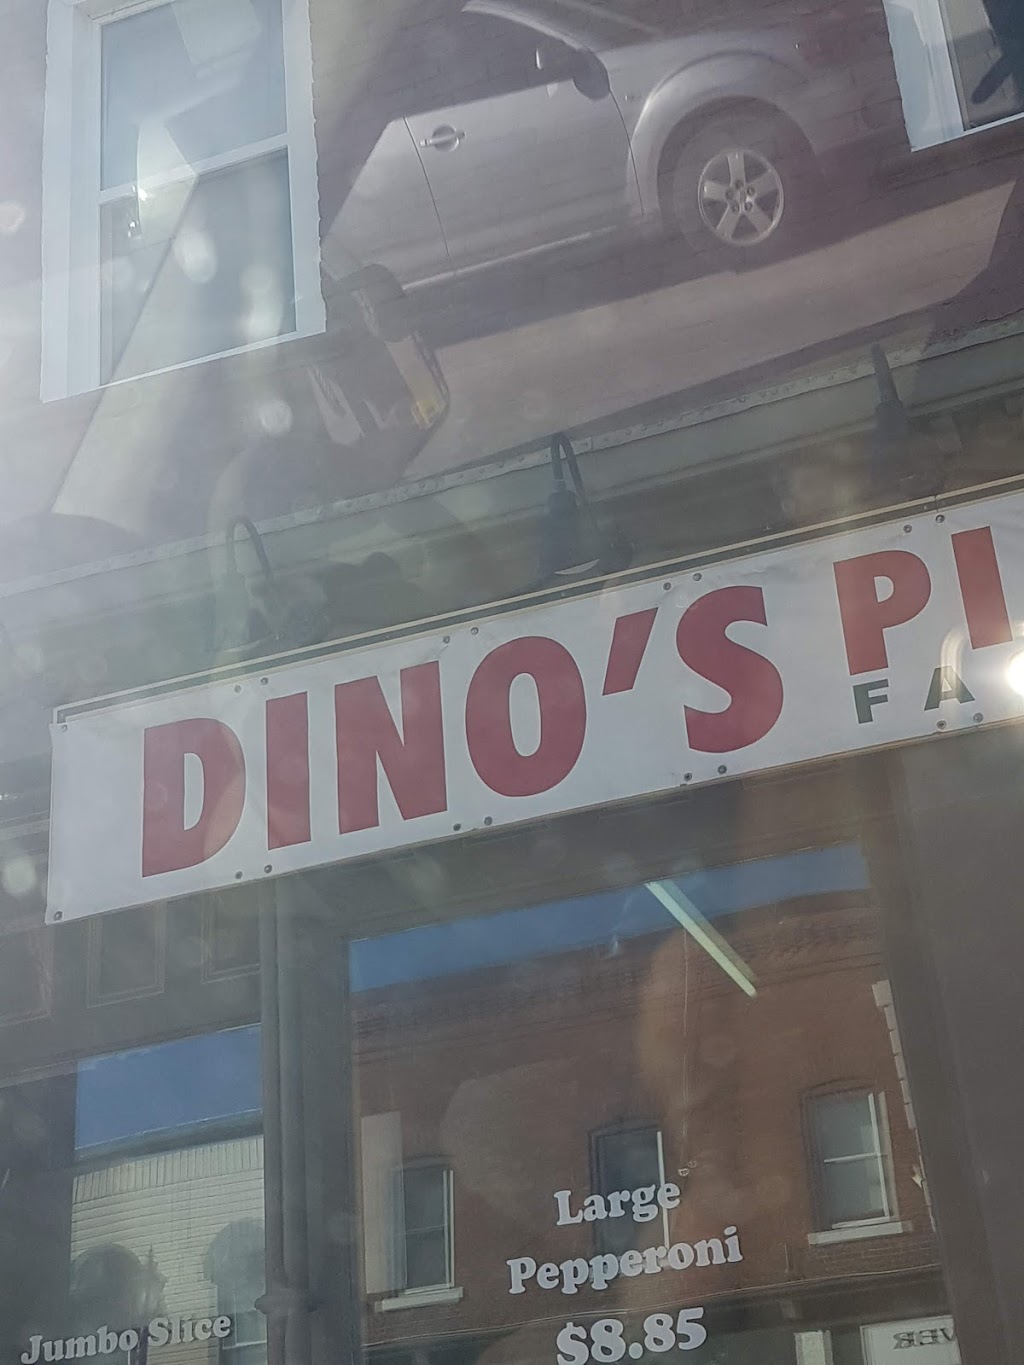 DINO'S PI
FA
Large
Pepperoni
$8.85
Jumbo Slice